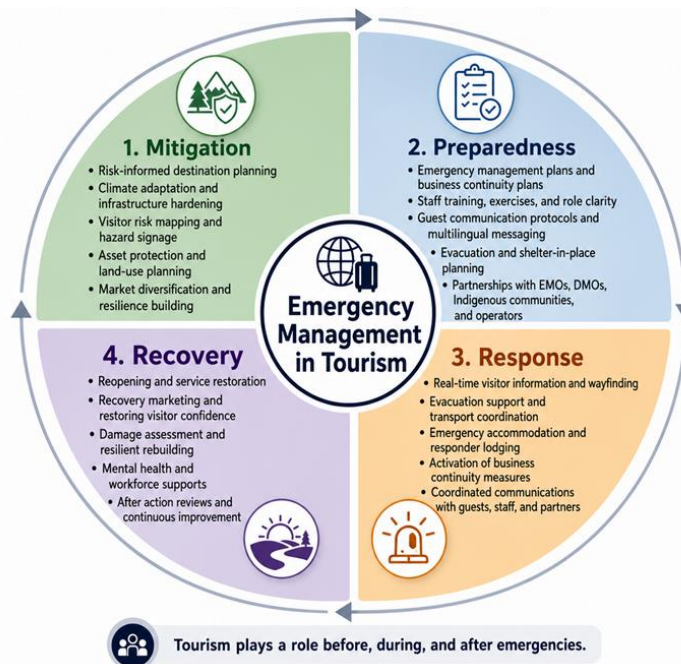 1. Mitigation
• Risk-informed destination planning
• Climate adaptation and
infrastructure hardening
• Visitor risk mapping and
hazard signage
• Asset protection and
land-use planning
• Market diversification and
resilience building
2. Preparedness
• Emergency management plans and
business continuity plans
• Staff training, exercises, and role clarity
• Guest communication protocols and
multilingual messaging
• Evacuation and shelter-in-place
planning
• Partnerships with EMOs, DMOs,
Indigenous communities,
and operators
Emergency
Management
in Tourism
4. Recovery
• Reopening and service restoration
• Recovery marketing and
restoring visitor confidence
• Damage assessment and
resilient rebuilding
• Mental health and
workforce supports
• After action reviews and
continuous improvement
3. Response
• Real-time visitor information and wayfinding
• Evacuation support and
transport coordination
• Emergency accommodation and
responder lodging
• Activation of business
continuity measures
• Coordinated communications
with guests, staff, and partners
Tourism plays a role before, during, and after emergencies.